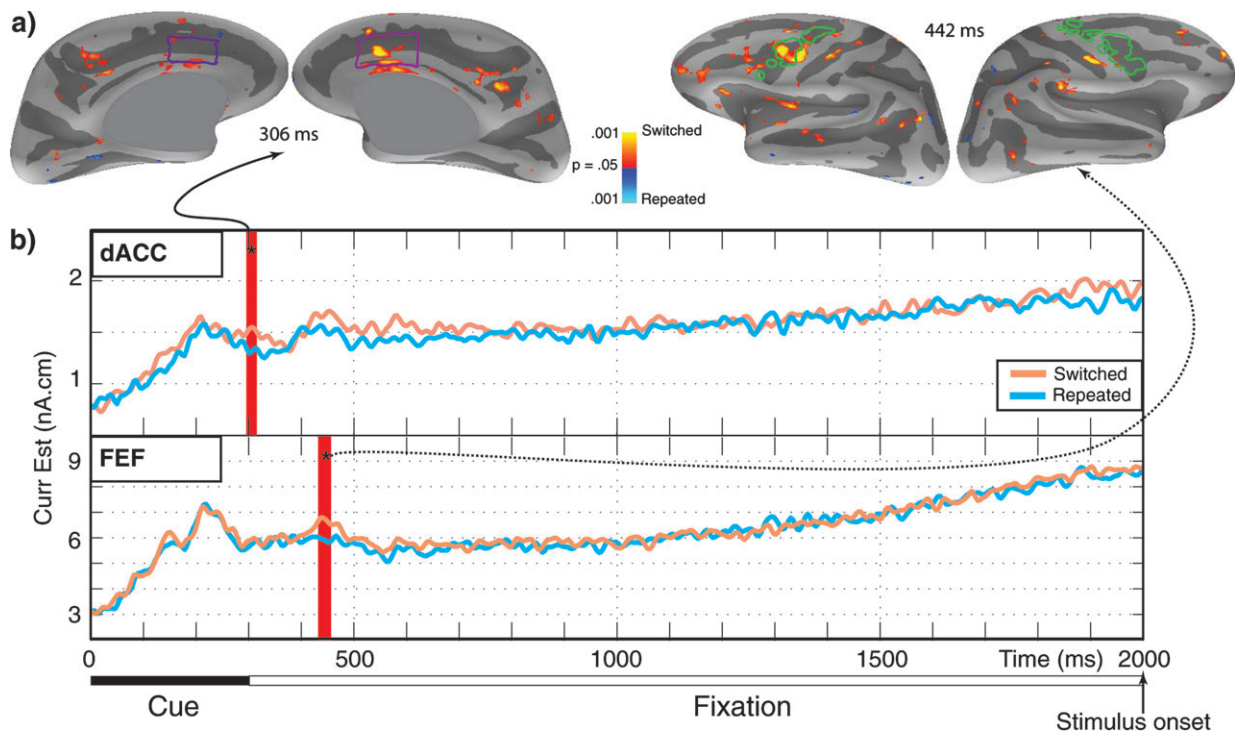 a)
442 ms
306 ms
.001 Switched
p = .05
.001 Repeated
b)
dACC
*
2
1
Switched
Repeated
Curr Est (nA.cm)
FEF
*
9
6
3
0 500 1000 1500 Time (ms) 2000
Cue Fixation
Stimulus onset